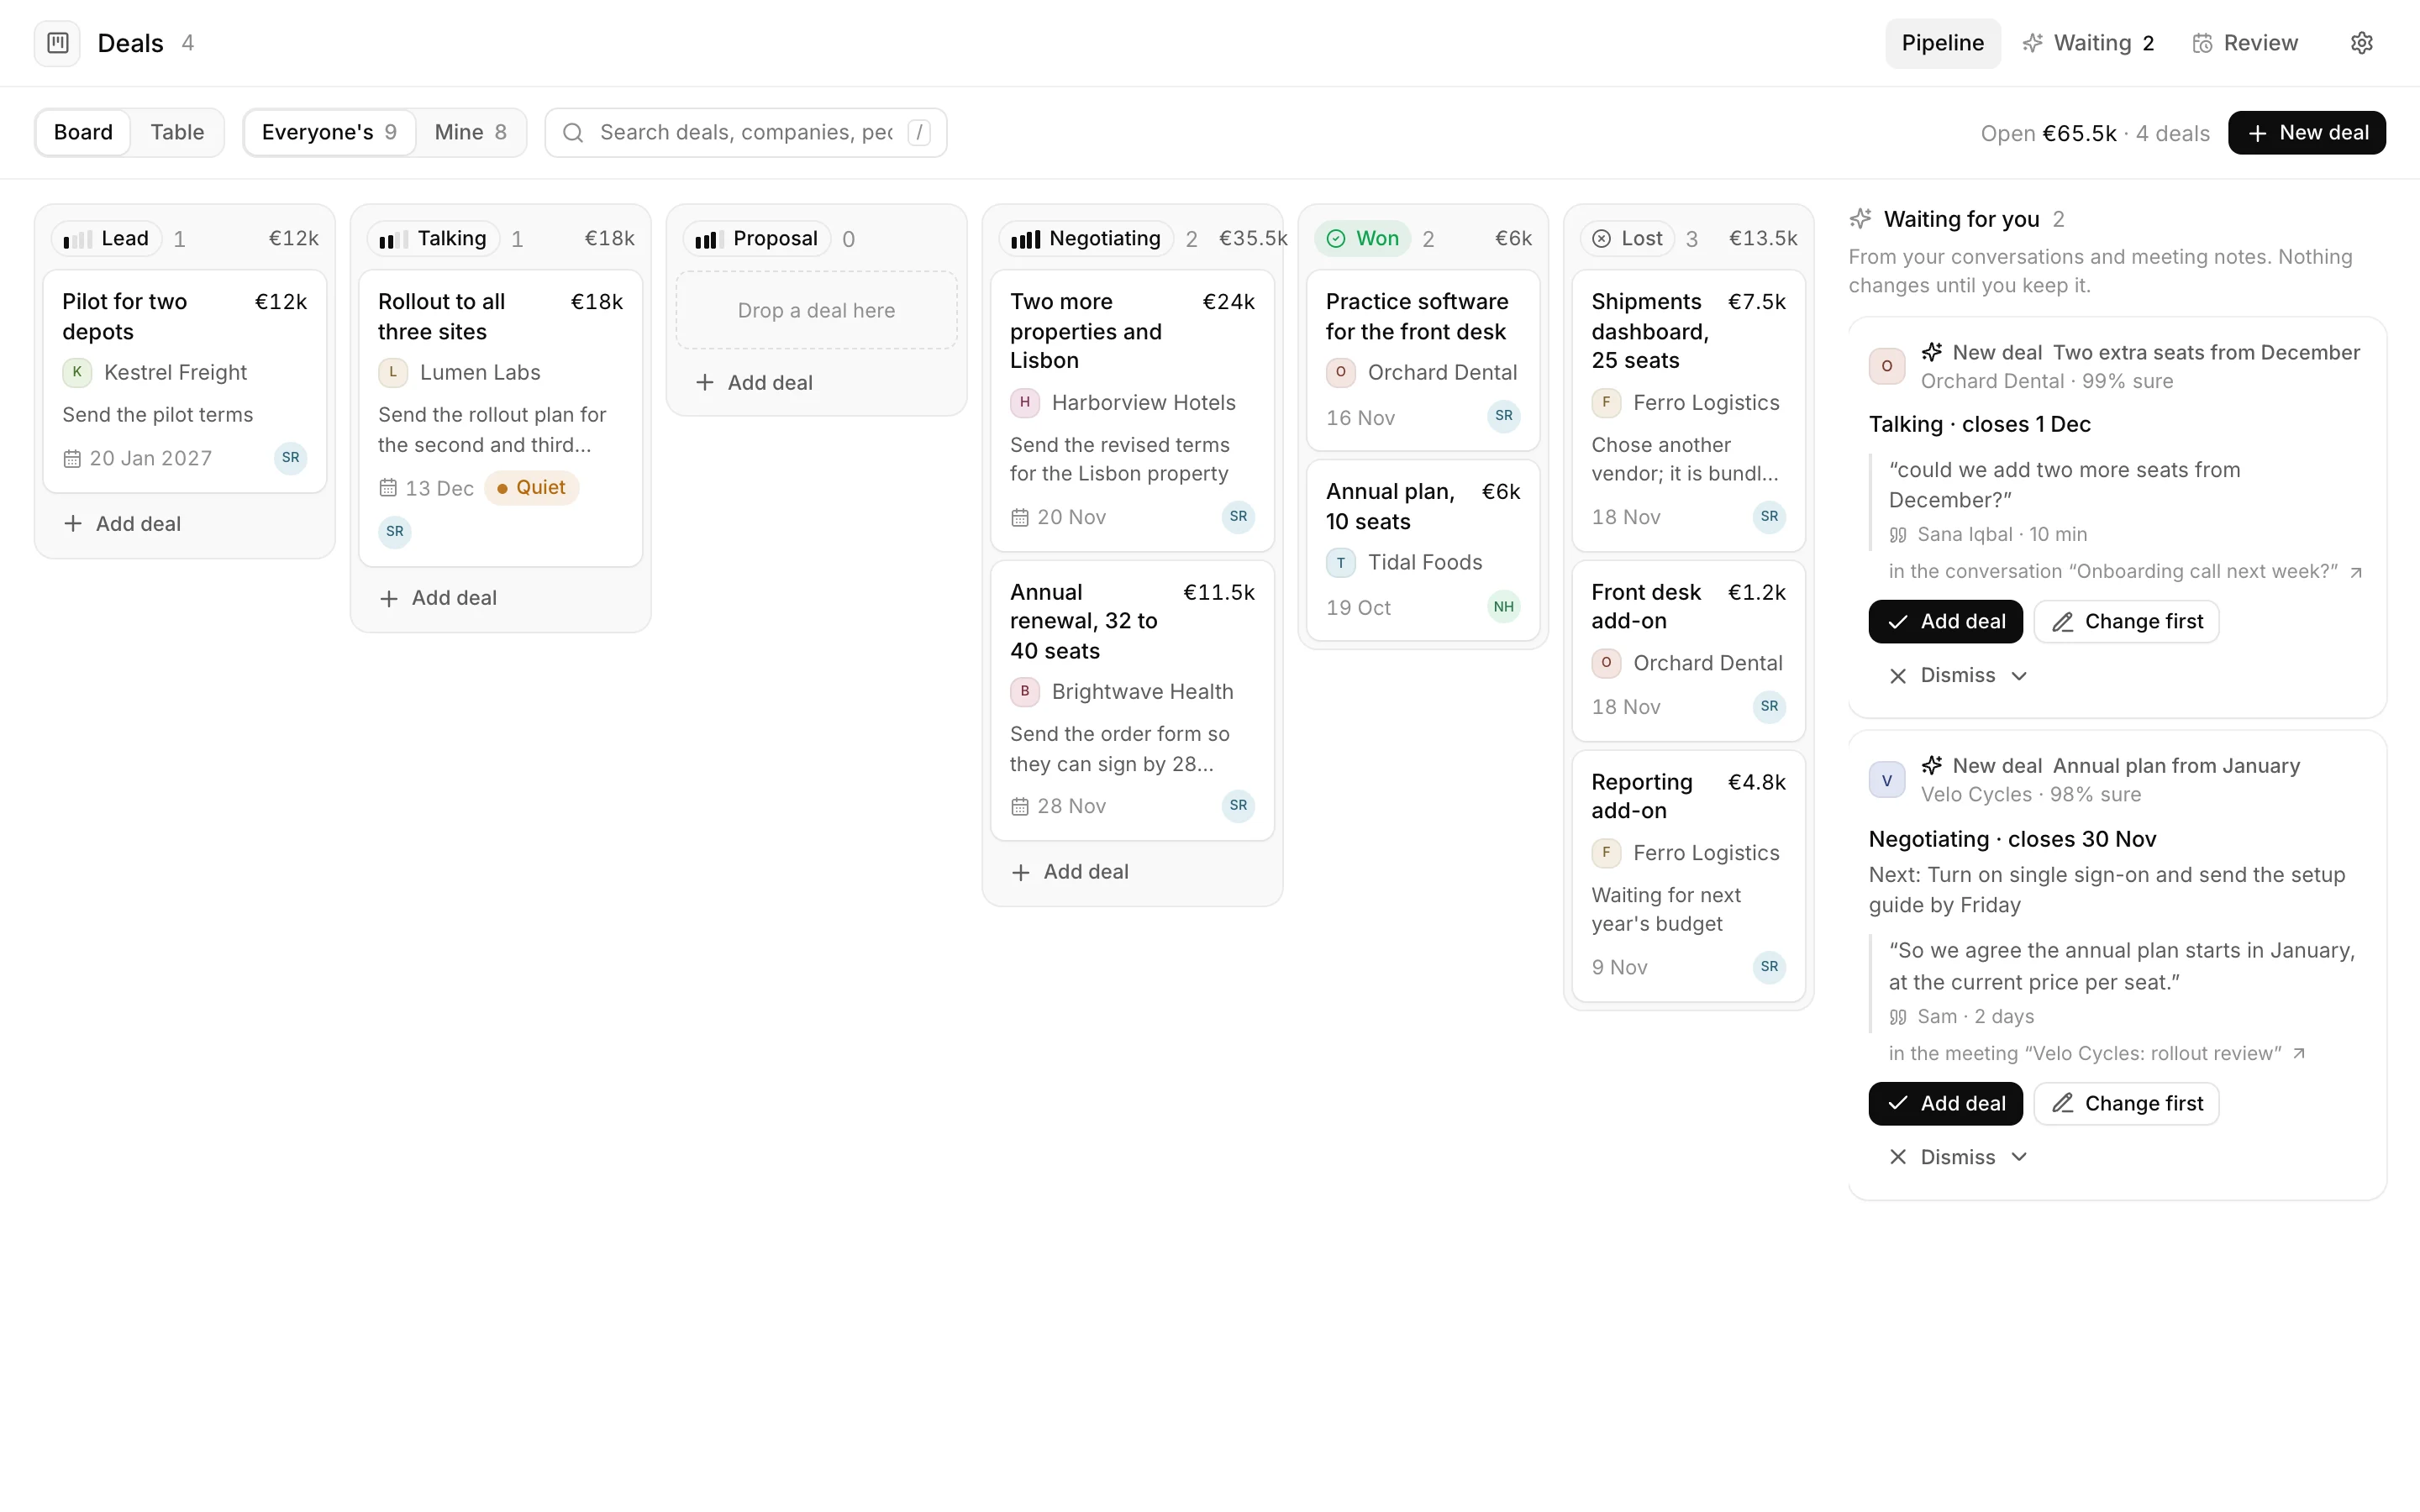 Deals 4
Pipeline
Waiting 2
Review
Board
Table
Everyone's 9
Mine 8
Search deals, companies, pec
/
Open €65.5k · 4 deals
New deal
Lead 1 €12k
Pilot for two
depots
€12k
K Kestrel Freight
Send the pilot terms
20 Jan 2027
SR
Add deal
Talking 1 €18k
Rollout to all
three sites
€18k
L Lumen Labs
Send the rollout plan for
the second and third...
13 Dec
Quiet
SR
Add deal
Proposal 0
Drop a deal here
Add deal
Negotiating 2 €35.5k
Two more
properties and
Lisbon
€24k
H Harborview Hotels
Send the revised terms
for the Lisbon property
20 Nov
SR
Annual
renewal, 32 to
40 seats
€11.5k
B Brightwave Health
Send the order form so
they can sign by 28...
28 Nov
SR
Add deal
Won 2 €6k
Practice software
for the front desk
O Orchard Dental
16 Nov
SR
Annual plan,
10 seats
€6k
T Tidal Foods
19 Oct
NH
Lost 3 €13.5k
Shipments
dashboard,
25 seats
€7.5k
F Ferro Logistics
Chose another
vendor; it is bundl...
18 Nov
SR
Front desk
add-on
€1.2k
O Orchard Dental
18 Nov
SR
Reporting
add-on
€4.8k
F Ferro Logistics
Waiting for next
year's budget
9 Nov
SR
Waiting for you 2
From your conversations and meeting notes. Nothing
changes until you keep it.
O
New deal Two extra seats from December
Orchard Dental · 99% sure
Talking · closes 1 Dec
“could we add two more seats from
December?”
Sana Iqbal · 10 min
in the conversation “Onboarding call next week?”
Add deal
Change first
Dismiss
V
New deal Annual plan from January
Velo Cycles · 98% sure
Negotiating · closes 30 Nov
Next: Turn on single sign-on and send the setup
guide by Friday
“So we agree the annual plan starts in January,
at the current price per seat.”
Sam · 2 days
in the meeting “Velo Cycles: rollout review”
Add deal
Change first
Dismiss